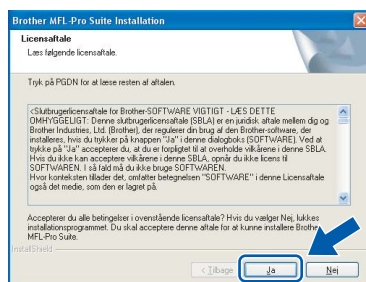 Brother MFL-Pro Suite Installation
Licensaftale
Læs følgende licensaftale.
Tryk på PGDN for at læse resten af aftalen.
<Slutbrugerlicensaftale for Brother-SOFTWARE VIGTIGT - LÆS DETTE
OMHYGGELIGT: Denne slutbrugerlicensaftale (SBLA) er en juridisk aftale mellem dig og
Brother Industries, Ltd. (Brother), der regulerer din brug af den Brother-software, der
installeres, hvis du trykker på knappen "Ja" i denne dialogboks (SOFTWARE). Ved at
trykke på "Ja" accepterer du, at du er forpligtet til at overholde vilkårene i denne SBLA.
Hvis du ikke kan acceptere vilkårene i denne SBLA, opnår du ikke licens til
SOFTWAREN. I så fald må du ikke bruge SOFTWAREN.
Hvor konteksten tillader det, omfatter betegnelsen "SOFTWARE" i denne Licensaftale
også det medie, som den er lagret på.
Accepterer du alle betingelser i ovenstående licensaftale? Hvis du vælger Nej, lukkes
installationsprogrammet. Du skal acceptere denne aftale for at kunne installere Brother
MFL-Pro Suite.
InstallShield
< Tilbage
Ja
Nej